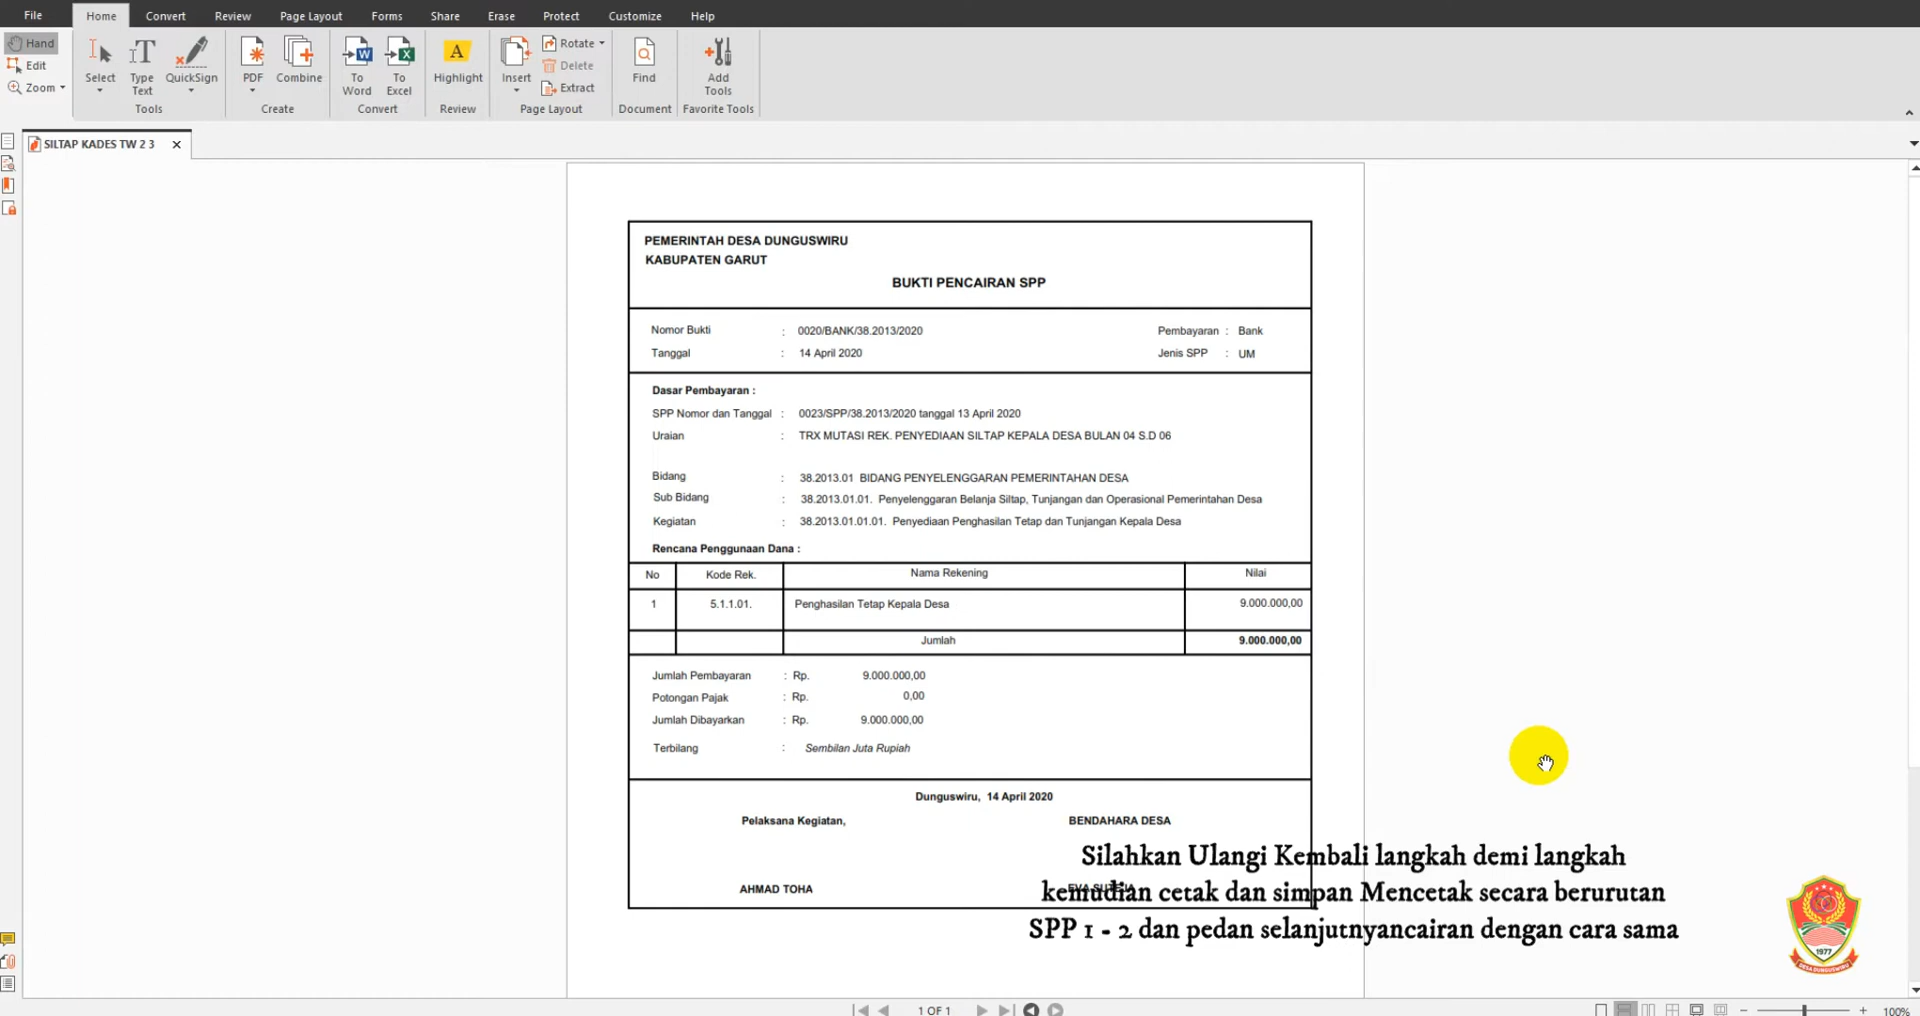 File Home Convert Review Page Layout Forms Share Erase Protect Customize Help
Hand Edit Zoom
Select Type Text QuickSign PDF Combine To Word To Excel Highlight Insert Rotate Delete Extract Find Add Tools
Tools Create Convert Review Page Layout Document Favorite Tools
SILTAP KADES TW 2 3
PEMERINTAH DESA DUNGUSWIRU
KABUPATEN GARUT
BUKTI PENCAIRAN SPP
Nomor Bukti : 0020/BANK/38.2013/2020 Pembayaran : Bank
Tanggal : 14 April 2020 Jenis SPP : UM
Dasar Pembayaran :
SPP Nomor dan Tanggal : 0023/SPP/38.2013/2020 tanggal 13 April 2020
Uraian : TRX MUTASI REK. PENYEDIAAN SILTAP KEPALA DESA BULAN 04 S.D 06
Bidang : 38.2013.01 BIDANG PENYELENGGARAN PEMERINTAHAN DESA
Sub Bidang : 38.2013.01.01. Penyelenggaran Belanja Siltap, Tunjangan dan Operasional Pemerintahan Desa
Kegiatan : 38.2013.01.01.01. Penyediaan Penghasilan Tetap dan Tunjangan Kepala Desa
Rencana Penggunaan Dana :
No Kode Rek. Nama Rekening Nilai
1 5.1.1.01. Penghasilan Tetap Kepala Desa 9.000.000,00
Jumlah 9.000.000,00
Jumlah Pembayaran : Rp. 9.000.000,00
Potongan Pajak : Rp. 0,00
Jumlah Dibayarkan : Rp. 9.000.000,00
Terbilang : Sembilan Juta Rupiah
Dunguswiru, 14 April 2020
Pelaksana Kegiatan, BENDAHARA DESA
AHMAD TOHA
Silahkan Ulangi Kembali langkah demi langkah
kemudian cetak dan simpan Mencetak secara berurutan
SPP 1 - 2 dan pedan selanjutnyancairan dengan cara sama
1977
DESA DUNGUSWIRU
1 OF 1
100%